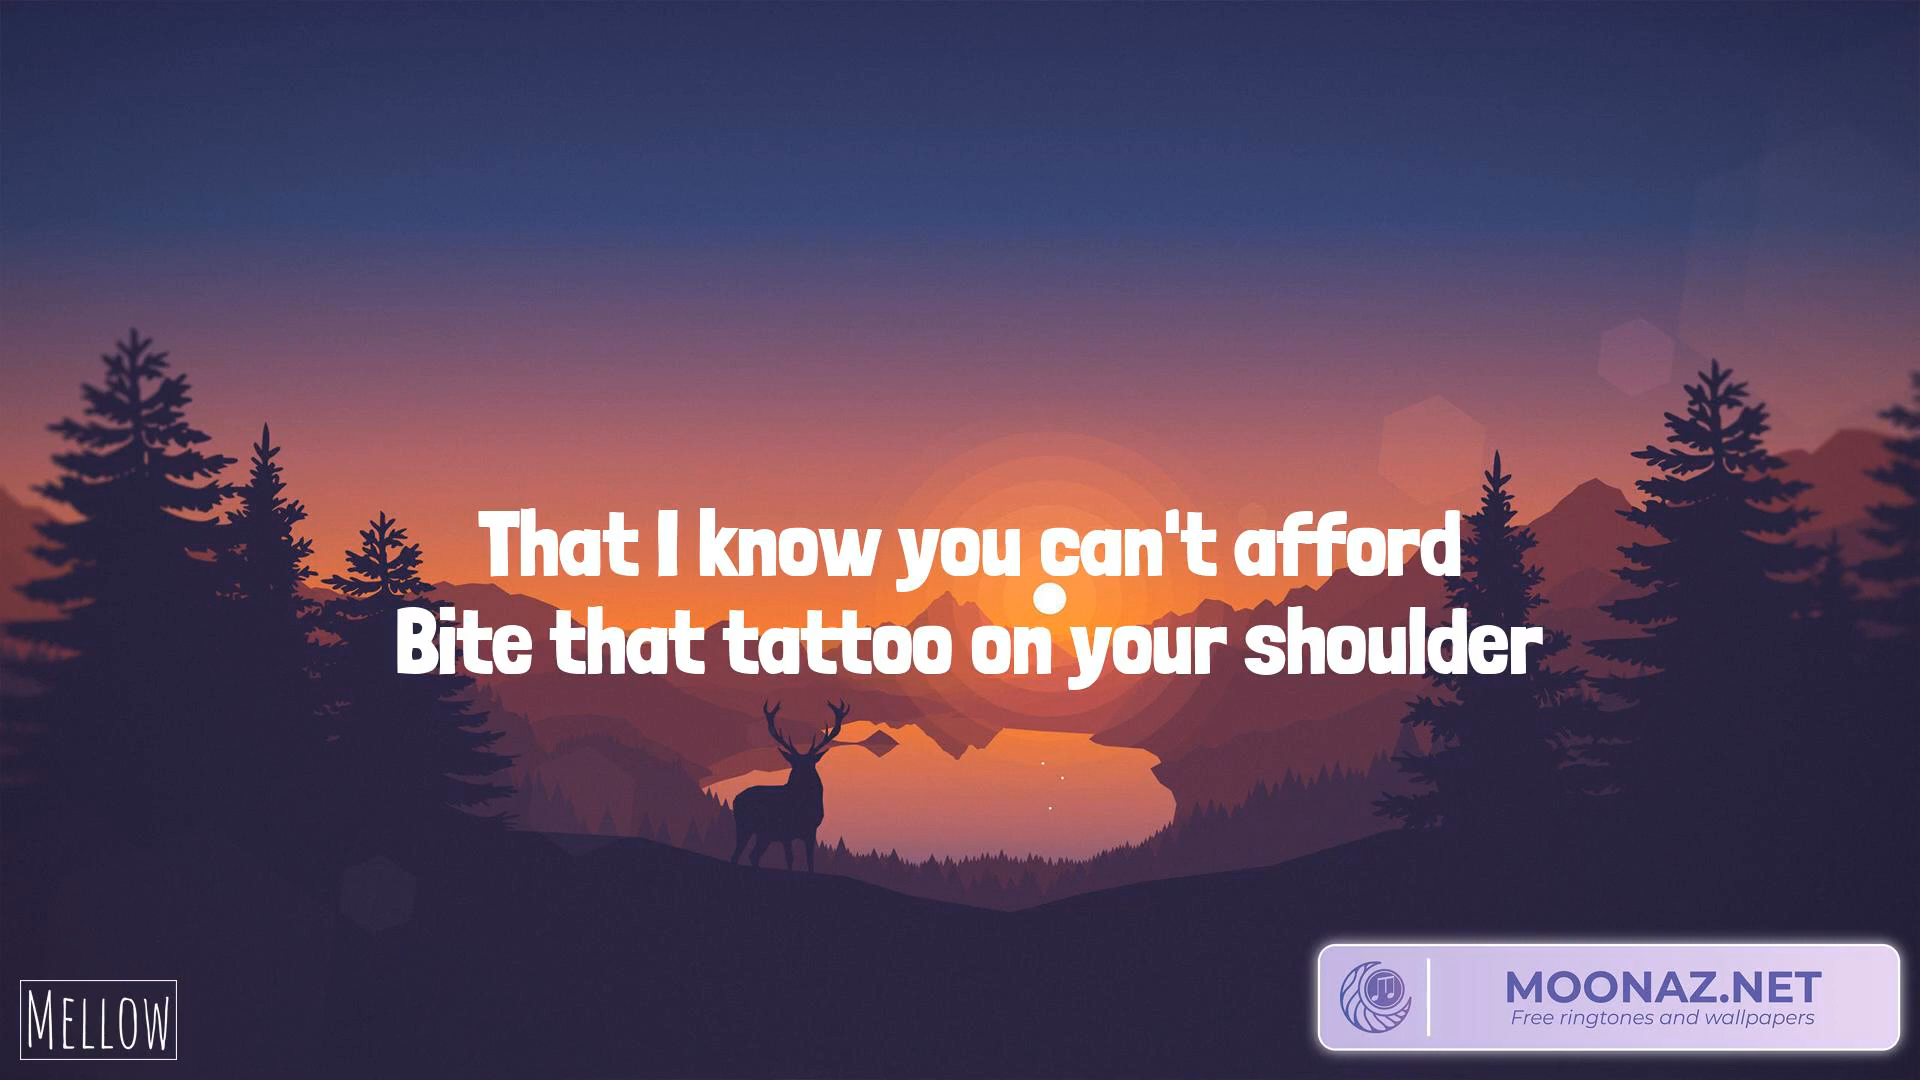 That I know you can't afford
Bite that tattoo on your shoulder
MELLOW
MOONAZ.NET
Free ringtones and wallpapers